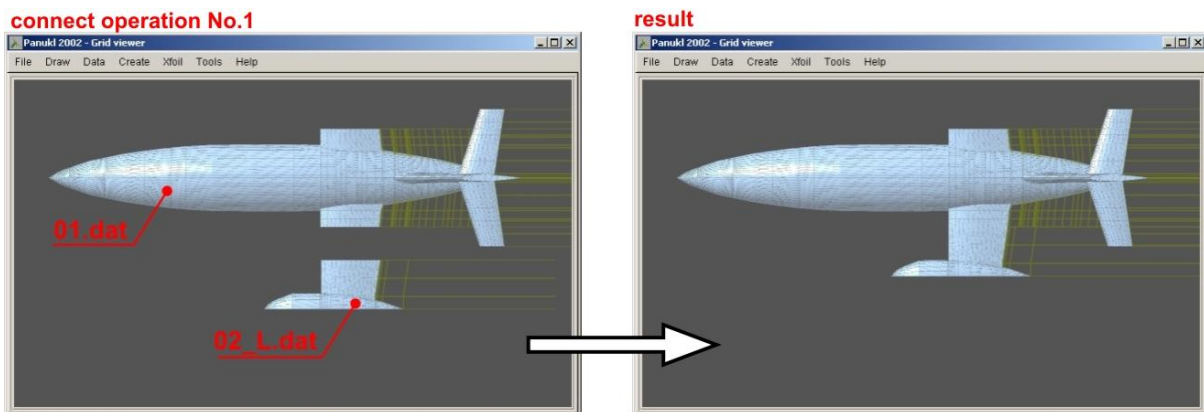 connect operation No.1
Panukl 2002 - Grid viewer
File Draw Data Create Xfoil Tools Help
01.dat
02_L.dat
result
Panukl 2002 - Grid viewer
File Draw Data Create Xfoil Tools Help